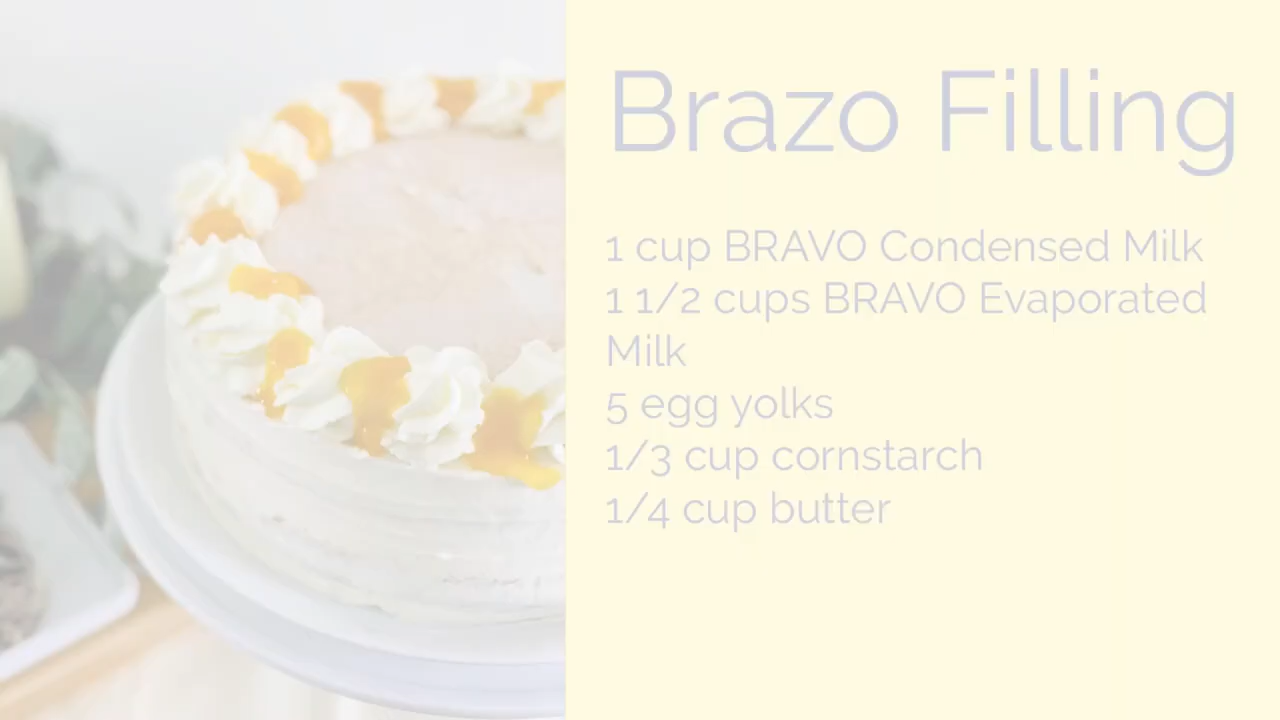 Brazo Filling
1 cup BRAVO Condensed Milk
1 1/2 cups BRAVO Evaporated
Milk
5 egg yolks
1/3 cup cornstarch
1/4 cup butter